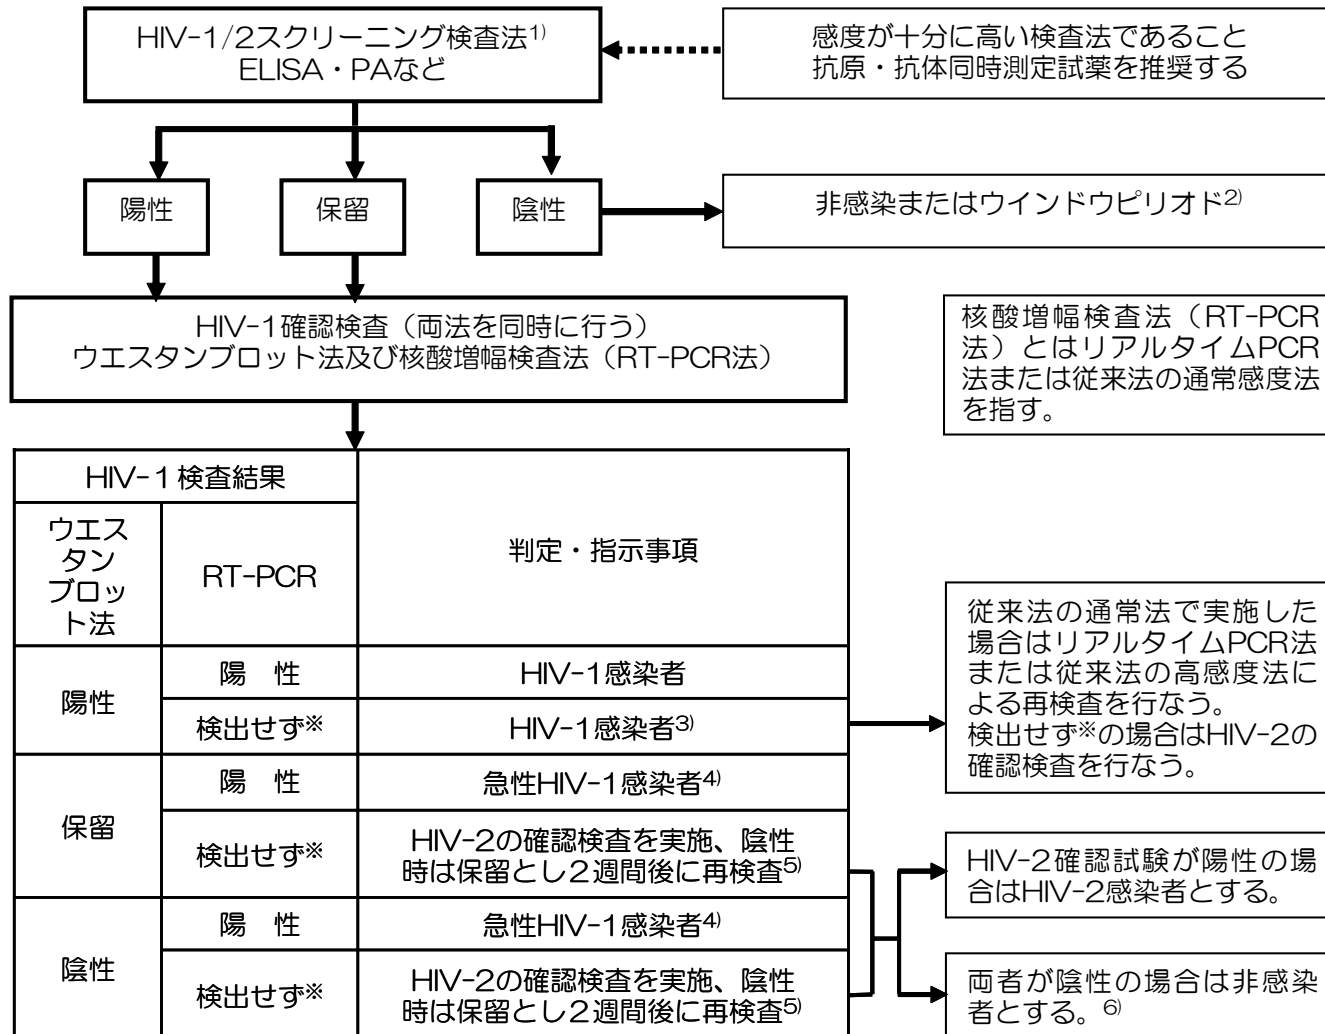 HIV-1/2スクリーニング検査法1)
ELISA・PAなど
感度が十分に高い検査法であること
抗原・抗体同時測定試薬を推奨する
陽性
保留
陰性
非感染またはウインドウピリオド2)
HIV-1確認検査（両法を同時に行う）
ウエスタンブロット法及び核酸増幅検査法（RT-PCR法）
核酸増幅検査法（RT-PCR
法）とはリアルタイムPCR
法または従来法の通常感度法
を指す。
HIV-1検査結果
ウエス
タン
ブロッ
ト法
RT-PCR
判定・指示事項
陽性
陽 性
HIV-1感染者
検出せず※
HIV-1感染者3)
従来法の通常法で実施した
場合はリアルタイムPCR法
または従来法の高感度法に
よる再検査を行なう。
検出せず※の場合はHIV-2の
確認検査を行なう。
保留
陽 性
急性HIV-1感染者4)
検出せず※
HIV-2の確認検査を実施、陰性
時は保留とし２週間後に再検査5)
HIV-2確認試験が陽性の場
合はHIV-2感染者とする。
陰性
陽 性
急性HIV-1感染者4)
検出せず※
HIV-2の確認検査を実施、陰性
時は保留とし２週間後に再検査5)
両者が陰性の場合は非感染
者とする。6)